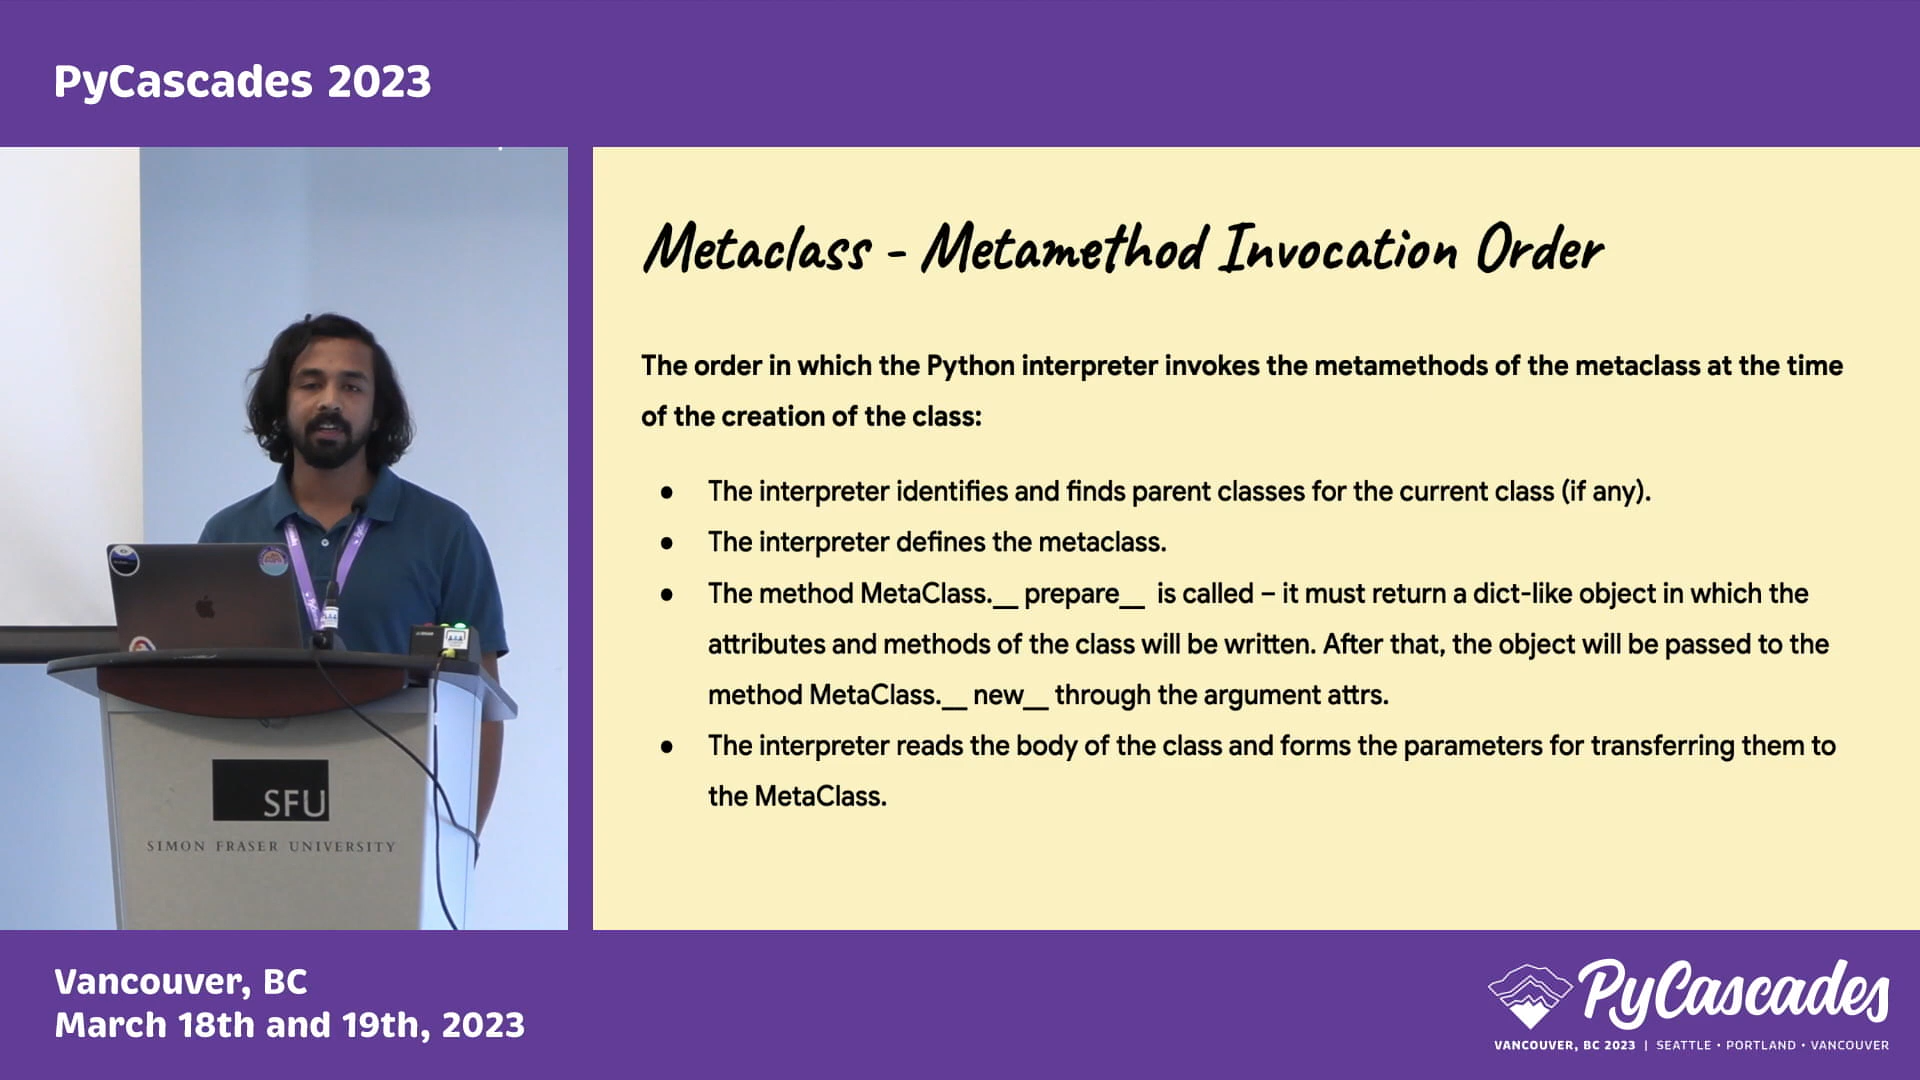 PyCascades 2023
Metaclass - Metamethod Invocation Order
The order in which the Python interpreter invokes the metamethods of the metaclass at the time
of the creation of the class:
● The interpreter identifies and finds parent classes for the current class (if any).
● The interpreter defines the metaclass.
● The method MetaClass.__ prepare__ is called – it must return a dict-like object in which the
attributes and methods of the class will be written. After that, the object will be passed to the
method MetaClass.__ new__ through the argument attrs.
● The interpreter reads the body of the class and forms the parameters for transferring them to
the MetaClass.
SFU
SIMON FRASER UNIVERSITY
Vancouver, BC
March 18th and 19th, 2023
PyCascades
VANCOUVER, BC 2023 | SEATTLE • PORTLAND • VANCOUVER